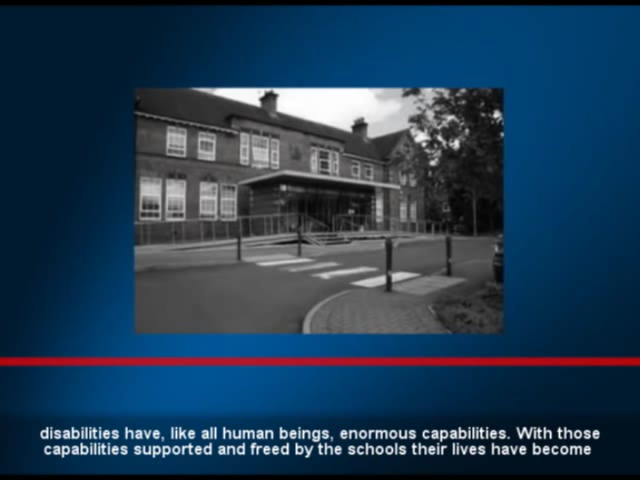 disabilities have, like all human beings, enormous capabilities. With those
capabilities supported and freed by the schools their lives have become